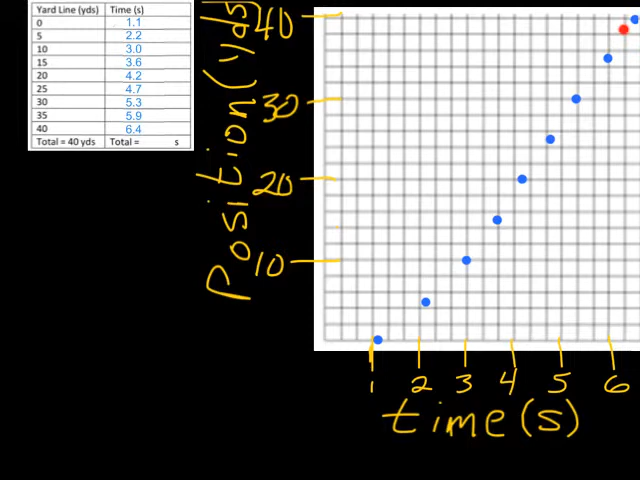 Yard Line (yds) Time (s)
0 1.1
5 2.2
10 3.0
15 3.6
20 4.2
25 4.7
30 5.3
35 5.9
40 6.4
Total = 40 yds Total = s
Position (yds)
40
30
20
10
1 2 3 4 5 6
time (s)